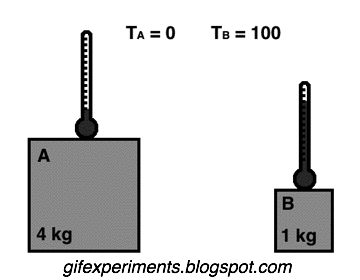 TA = 0 TB = 100
A
B
4 kg
1 kg
gifexperiments.blogspot.com